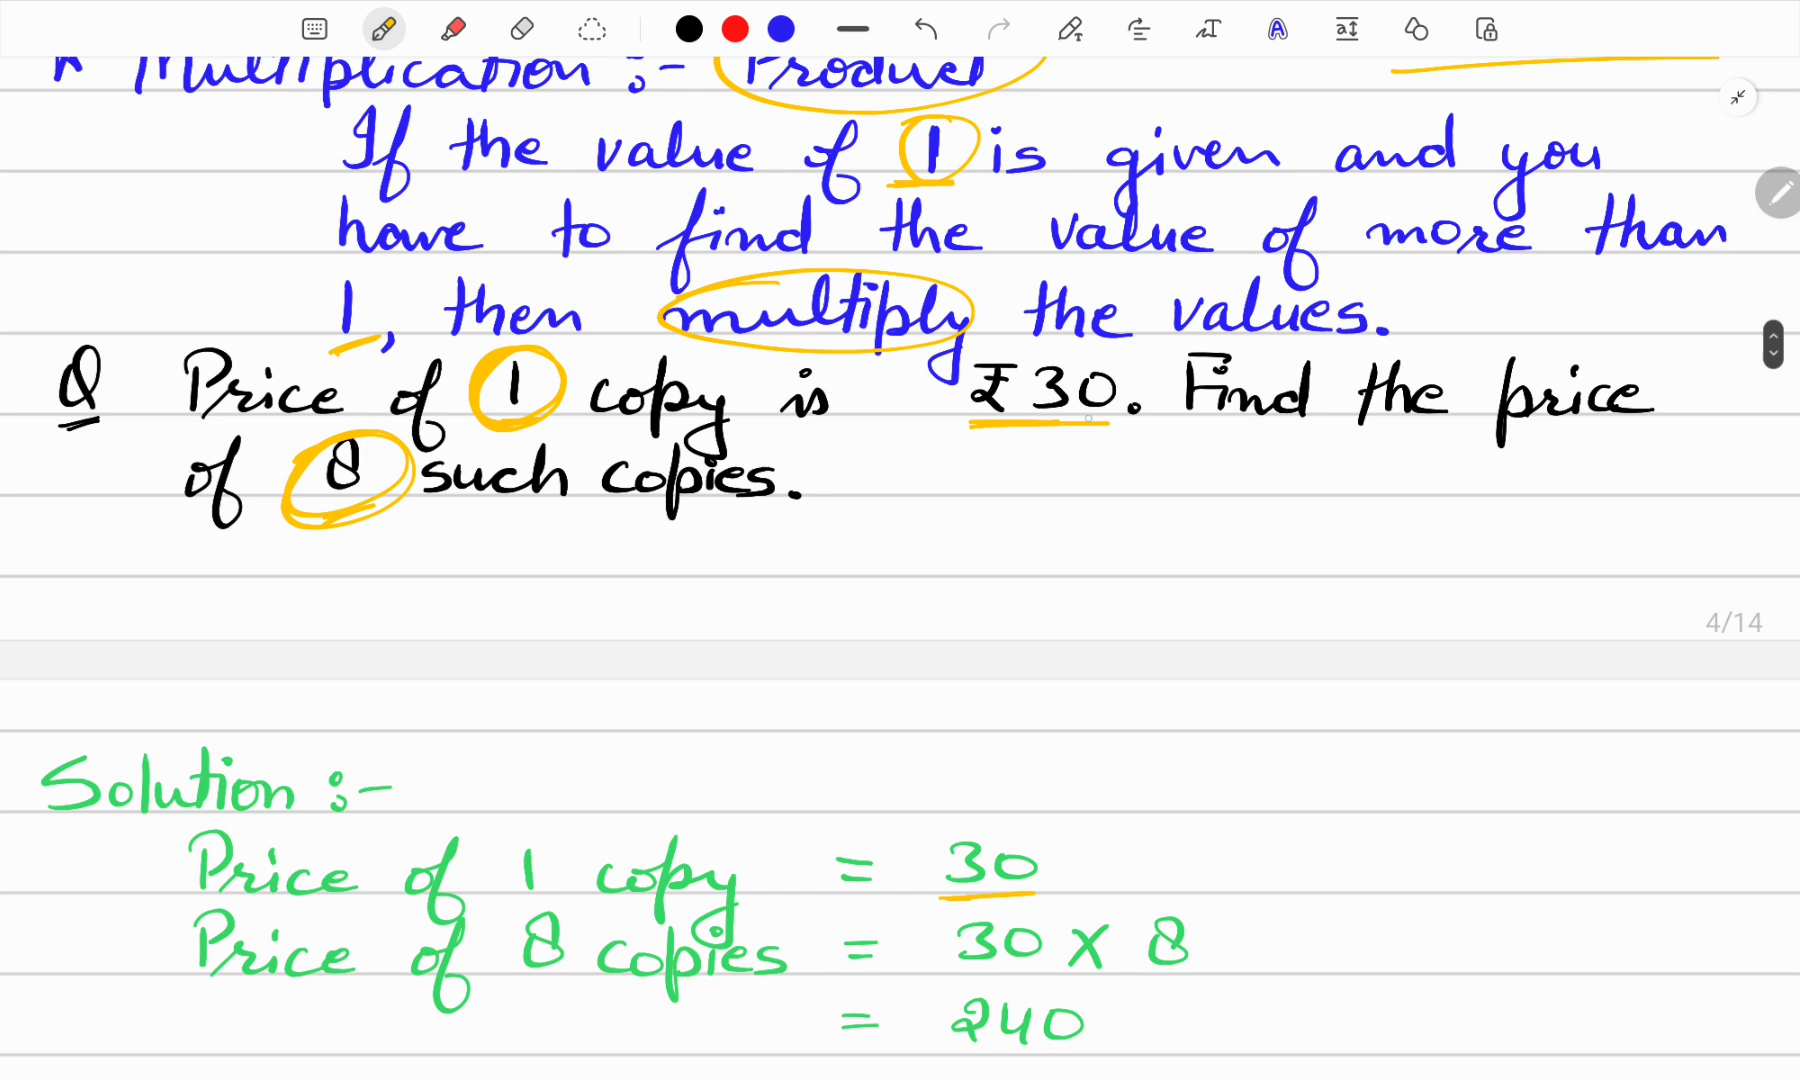 * Multiplication :- Product
If the value of 1 is given and you
have to find the value of more than
1, then multiply the values.
Q Price of 1 copy is ₹30. Find the price
of 8 such copies.
4/14
Solution :-
Price of 1 copy = 30
Price of 8 copies = 30 × 8
= 240